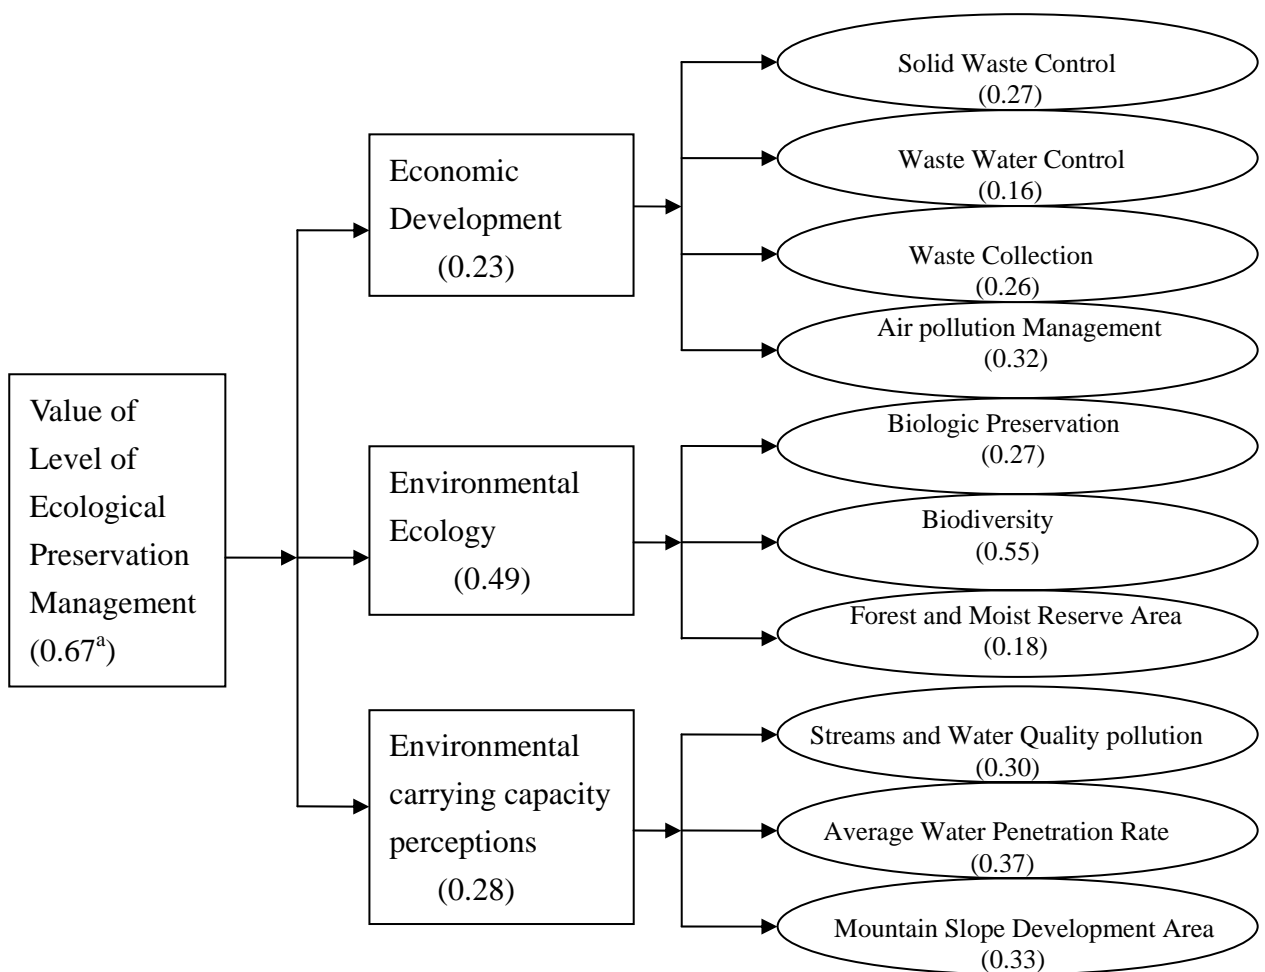 Value of
Level of
Ecological
Preservation
Management
(0.67ᵃ)
Economic
Development
(0.23)
Environmental
Ecology
(0.49)
Environmental
carrying capacity
perceptions
(0.28)
Solid Waste Control
(0.27)
Waste Water Control
(0.16)
Waste Collection
(0.26)
Air pollution Management
(0.32)
Biologic Preservation
(0.27)
Biodiversity
(0.55)
Forest and Moist Reserve Area
(0.18)
Streams and Water Quality pollution
(0.30)
Average Water Penetration Rate
(0.37)
Mountain Slope Development Area
(0.33)